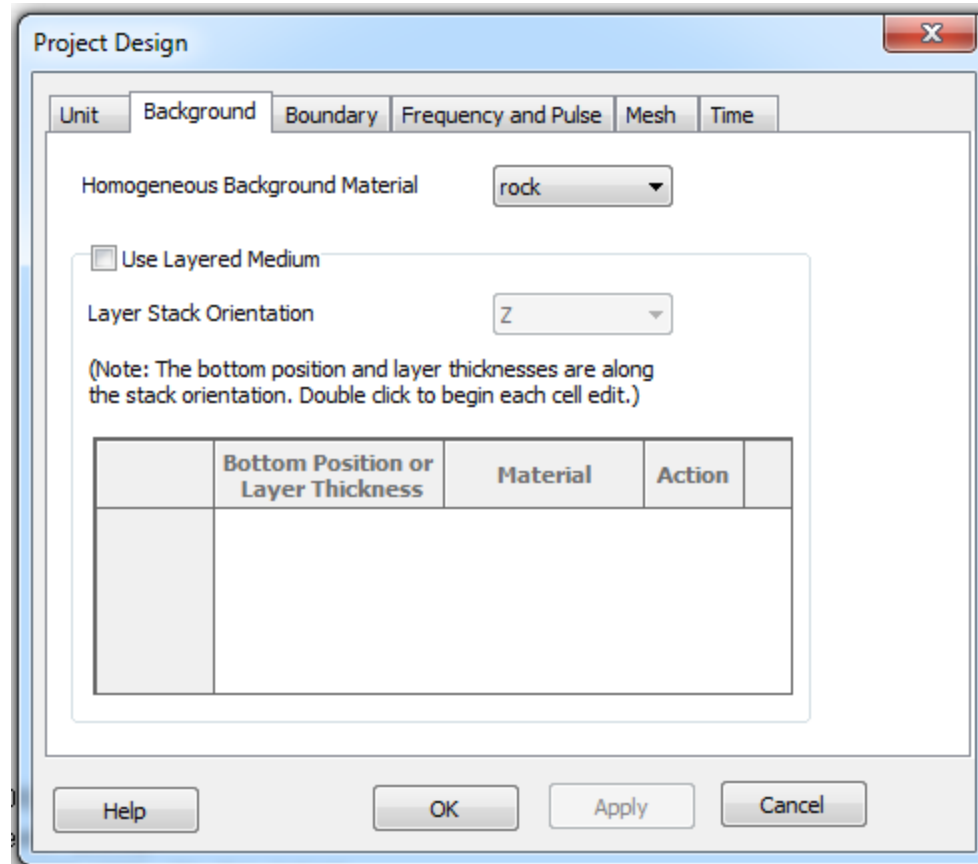 Project Design
Unit Background Boundary Frequency and Pulse Mesh Time
Homogeneous Background Material rock
Use Layered Medium
Layer Stack Orientation Z
(Note: The bottom position and layer thicknesses are along
the stack orientation. Double click to begin each cell edit.)
Bottom Position or
Layer Thickness Material Action
Help OK Apply Cancel